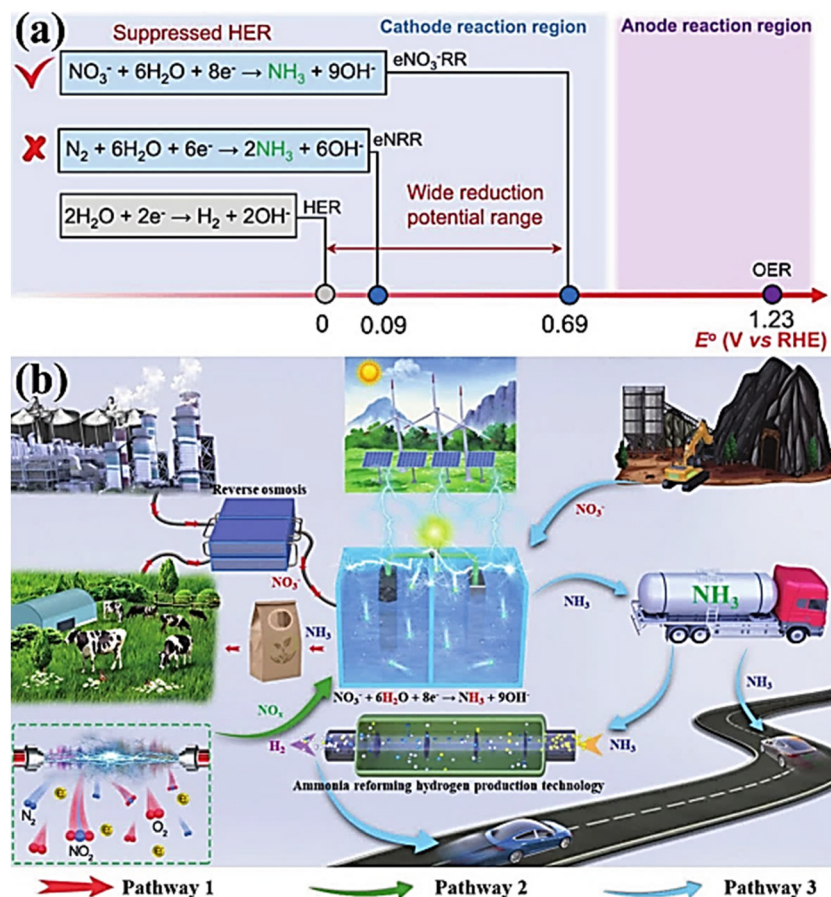 (a)
Suppressed HER
Cathode reaction region
Anode reaction region
NO₃⁻ + 6H₂O + 8e⁻ → NH₃ + 9OH⁻
eNO₃⁻RR
N₂ + 6H₂O + 6e⁻ → 2NH₃ + 6OH⁻
eNRR
2H₂O + 2e⁻ → H₂ + 2OH⁻
HER
Wide reduction
potential range
OER
0
0.09
0.69
1.23
E° (V vs RHE)
(b)
Reverse osmosis
NO₃⁻
NO₃⁻
NH₃
NH₃
NH₃
NO₃⁻ + 6H₂O + 8e⁻ → NH₃ + 9OH⁻
NOₓ
NH₃
H₂
NH₃
Ammonia reforming hydrogen production technology
N₂
NO₂
O₂
Pathway 1
Pathway 2
Pathway 3